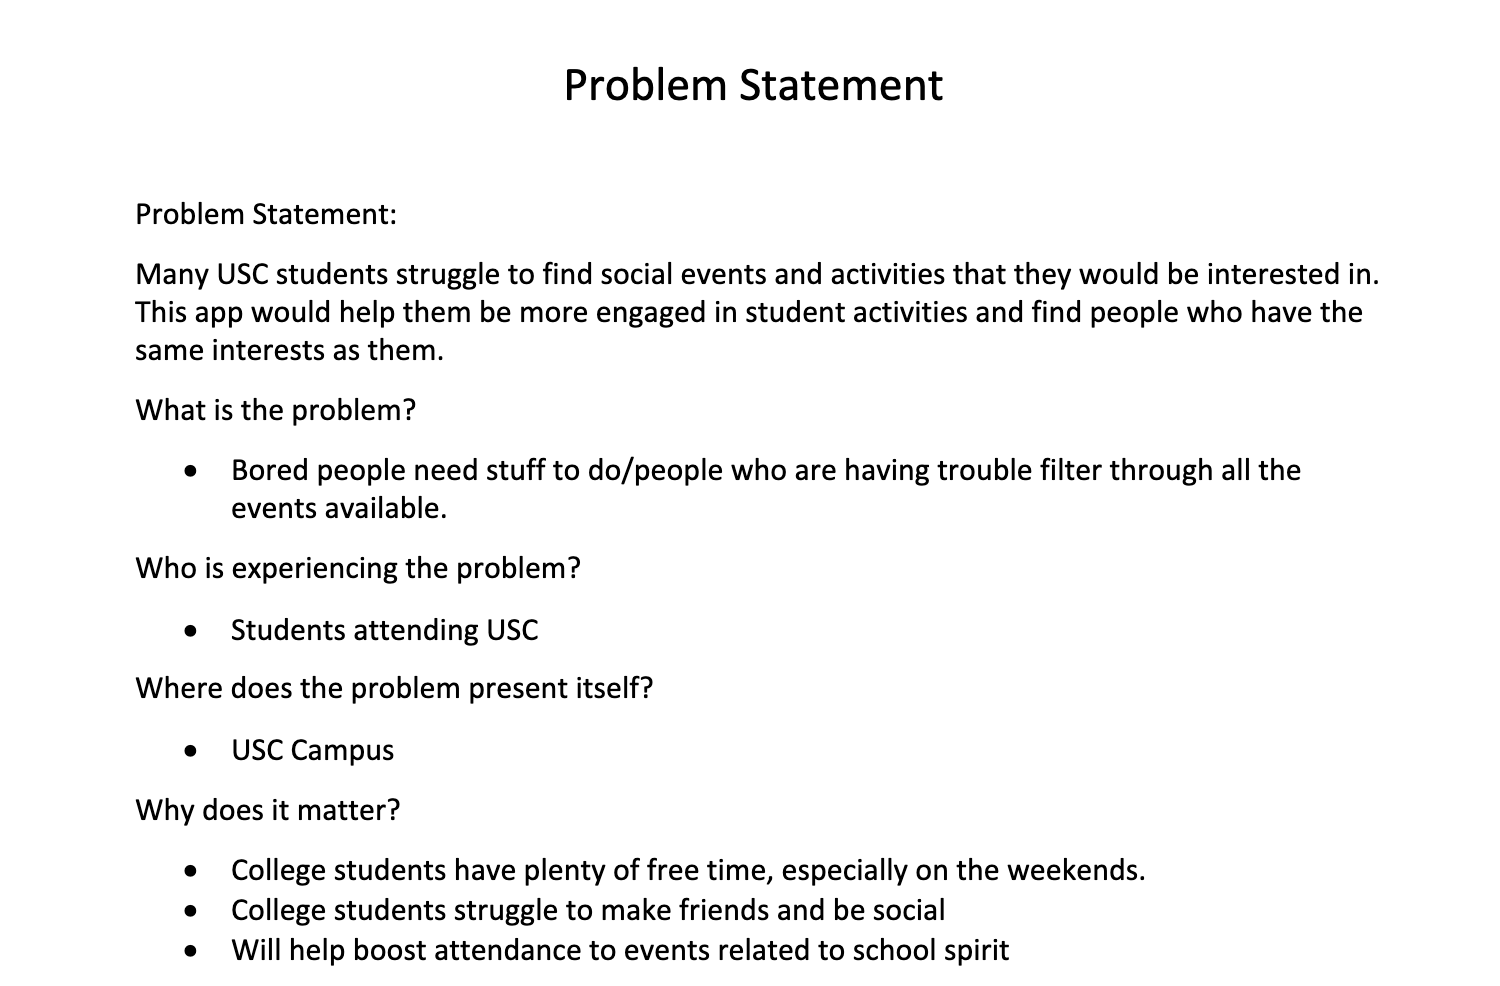 Problem Statement
Problem Statement:
Many USC students struggle to find social events and activities that they would be interested in.
This app would help them be more engaged in student activities and find people who have the
same interests as them.
What is the problem?
• Bored people need stuff to do/people who are having trouble filter through all the
events available.
Who is experiencing the problem?
• Students attending USC
Where does the problem present itself?
• USC Campus
Why does it matter?
• College students have plenty of free time, especially on the weekends.
• College students struggle to make friends and be social
• Will help boost attendance to events related to school spirit